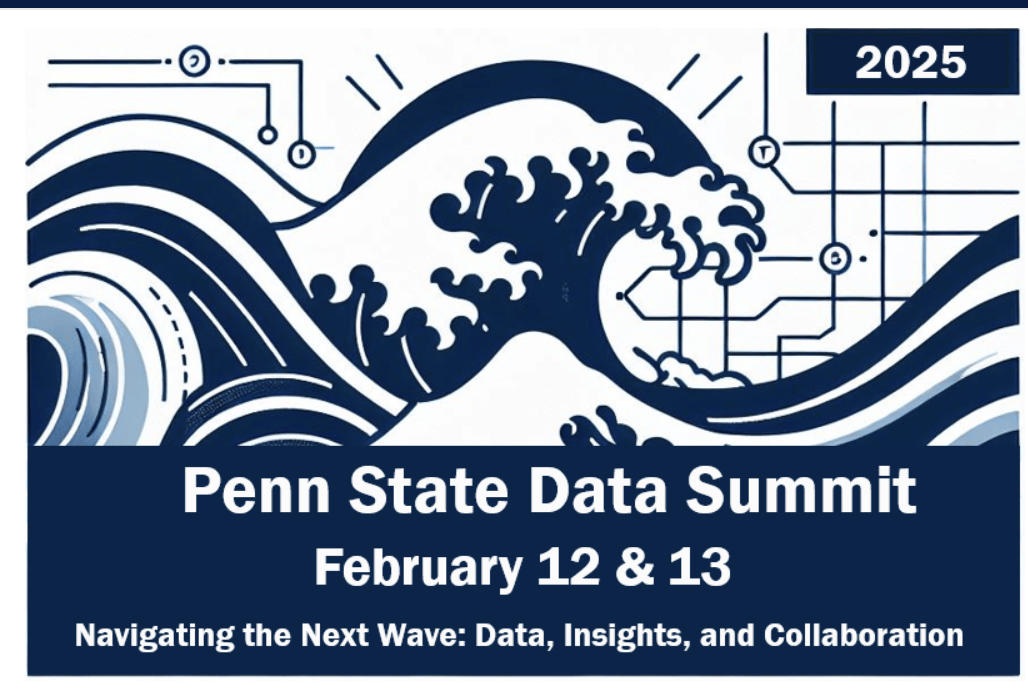 2025
Penn State Data Summit
February 12 & 13
Navigating the Next Wave: Data, Insights, and Collaboration